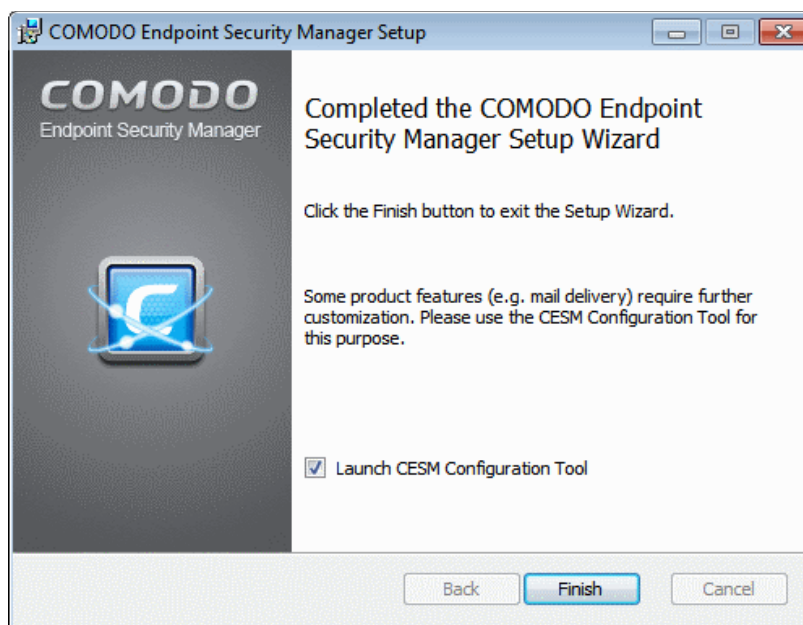 COMODO Endpoint Security Manager Setup
COMODO
Endpoint Security Manager
Completed the COMODO Endpoint
Security Manager Setup Wizard
Click the Finish button to exit the Setup Wizard.
Some product features (e.g. mail delivery) require further
customization. Please use the CESM Configuration Tool for
this purpose.
Launch CESM Configuration Tool
Back
Finish
Cancel